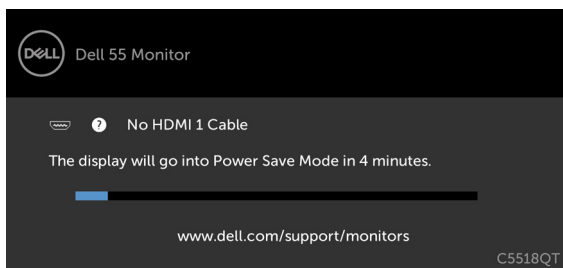 DELL
Dell 55 Monitor
? No HDMI 1 Cable
The display will go into Power Save Mode in 4 minutes.
www.dell.com/support/monitors
C5518QT